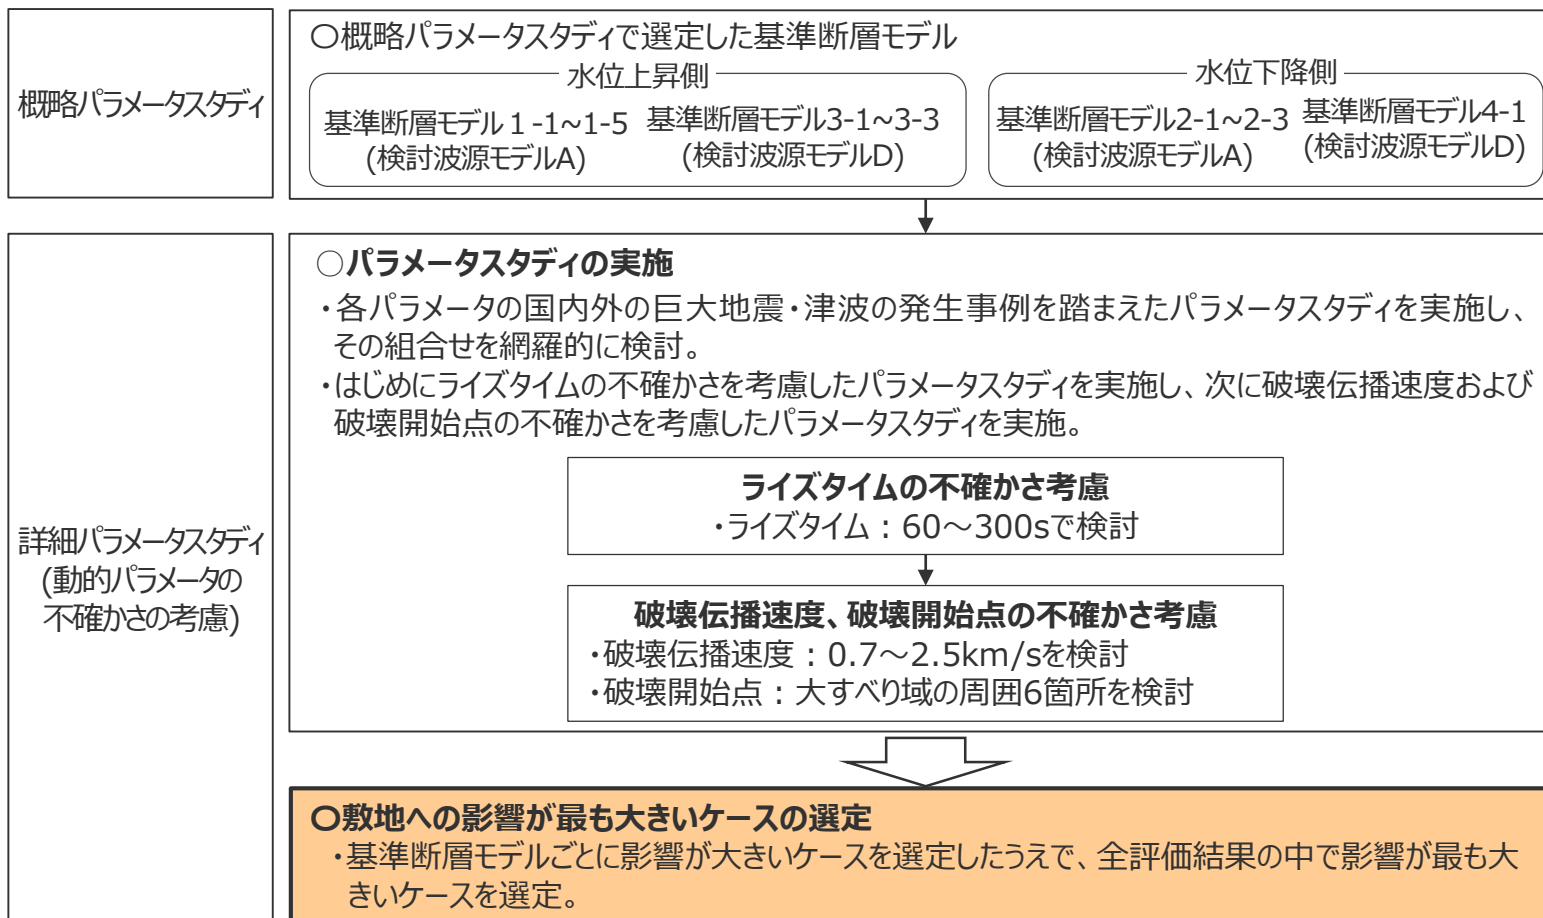 概略パラメータスタディ
〇概略パラメータスタディで選定した基準断層モデル
水位上昇側
基準断層モデル１-1~1-5
(検討波源モデルA)
基準断層モデル3-1~3-3
(検討波源モデルD)
水位下降側
基準断層モデル2-1~2-3
(検討波源モデルA)
基準断層モデル4-1
(検討波源モデルD)
詳細パラメータスタディ
(動的パラメータの
不確かさの考慮)
○パラメータスタディの実施
・各パラメータの国内外の巨大地震・津波の発生事例を踏まえたパラメータスタディを実施し、
その組合せを網羅的に検討。
・はじめにライズタイムの不確かさを考慮したパラメータスタディを実施し、次に破壊伝播速度および
破壊開始点の不確かさを考慮したパラメータスタディを実施。
ライズタイムの不確かさ考慮
・ライズタイム：60～300sで検討
破壊伝播速度、破壊開始点の不確かさ考慮
・破壊伝播速度：0.7～2.5km/sを検討
・破壊開始点：大すべり域の周囲6箇所を検討
〇敷地への影響が最も大きいケースの選定
・基準断層モデルごとに影響が大きいケースを選定したうえで、全評価結果の中で影響が最も大
きいケースを選定。